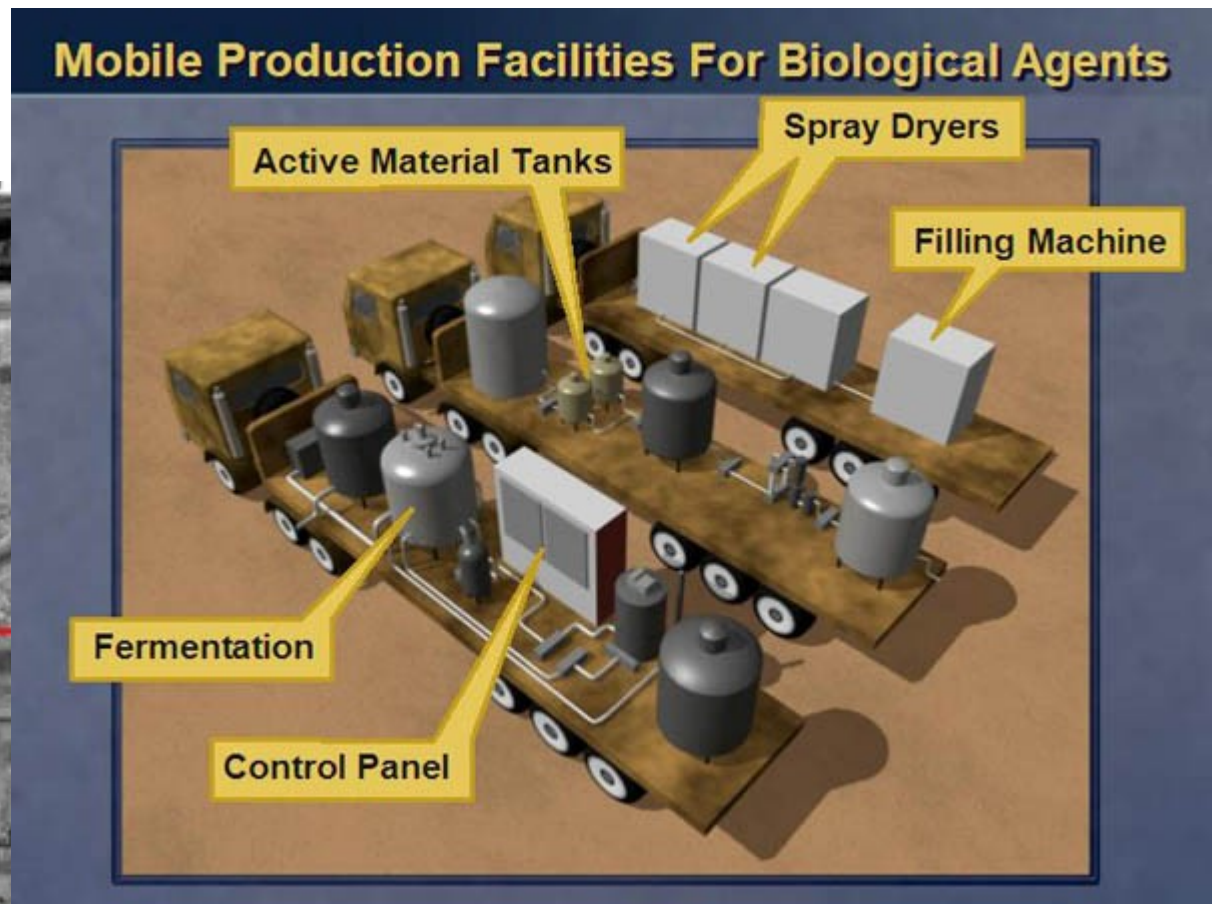 Mobile Production Facilities For Biological Agents
Spray Dryers
Active Material Tanks
Filling Machine
Fermentation
Control Panel